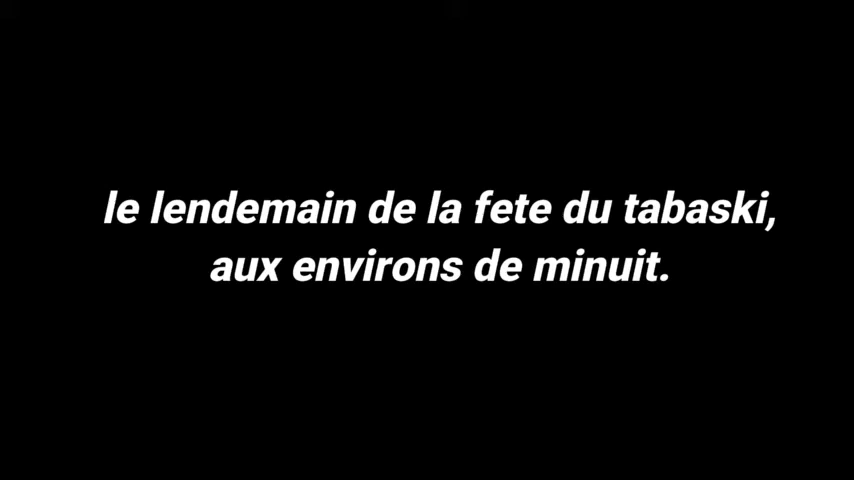 le lendemain de la fete du tabaski,
aux environs de minuit.